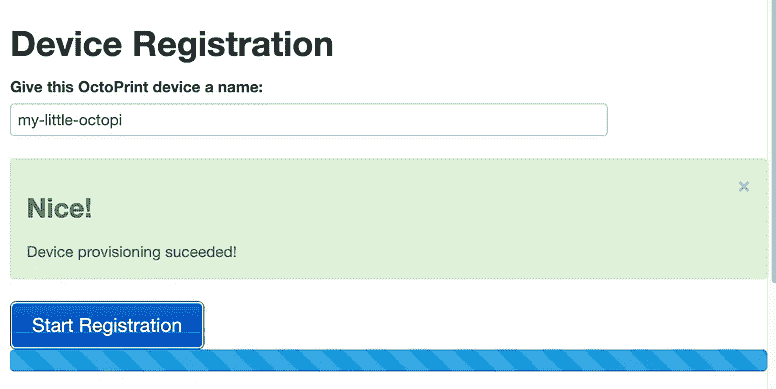 Device Registration
Give this OctoPrint device a name:
my-little-octopi
Nice!
×
Device provisioning suceeded!
Start Registration